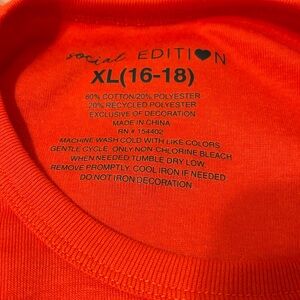 social EDITI♥N
XL(16-18)
60% COTTON/20% POLYESTER
20% RECYCLED POLYESTER
EXCLUSIVE OF DECORATION
MADE IN CHINA
RN # 154402
MACHINE WASH COLD WITH LIKE COLORS
GENTLE CYCLE. ONLY NON-CHLORINE BLEACH
WHEN NEEDED TUMBLE DRY LOW.
REMOVE PROMPTLY. COOL IRON IF NEEDED
DO NOT IRON DECORATION